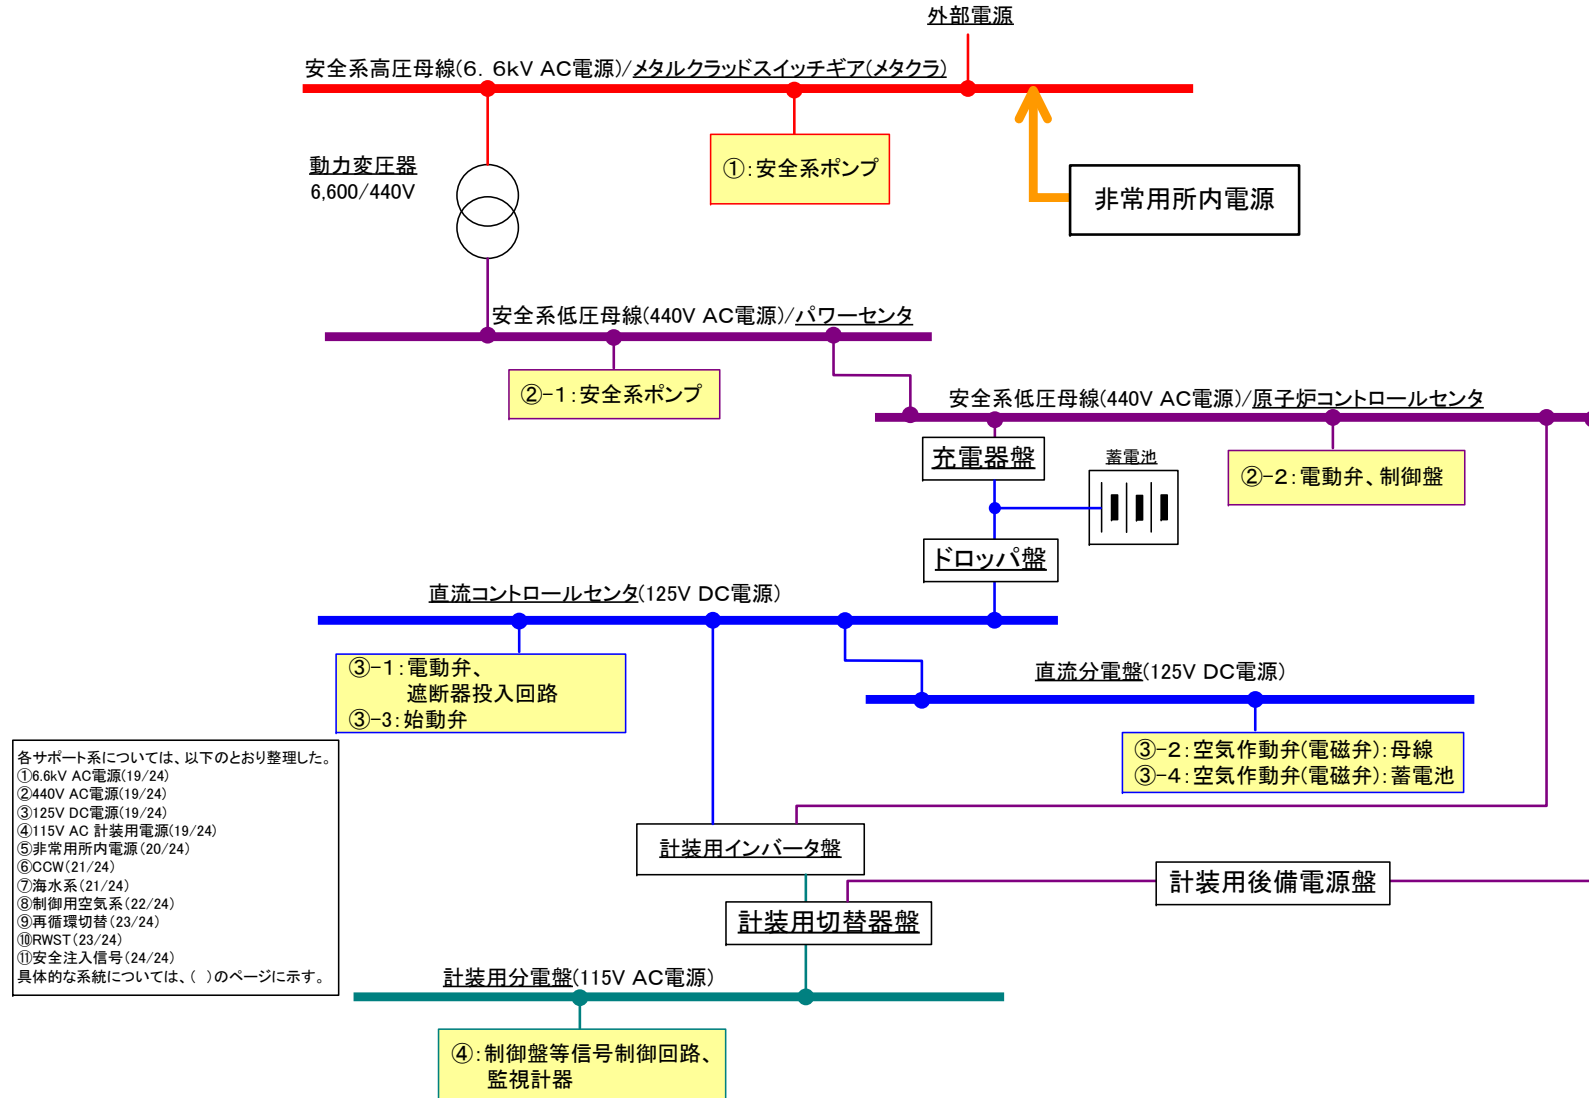 外部電源
安全系高圧母線(6.6kV AC電源)/メタルクラッドスイッチギア(メタクラ)
①:安全系ポンプ
動力変圧器
6,600/440V
非常用所内電源
安全系低圧母線(440V AC電源)/パワーセンタ
②-1:安全系ポンプ
安全系低圧母線(440V AC電源)/原子炉コントロールセンタ
充電器盤
蓄電池
②-2:電動弁、制御盤
ドロッパ盤
直流コントロールセンタ(125V DC電源)
③-1:電動弁、
遮断器投入回路
③-3:始動弁
直流分電盤(125V DC電源)
③-2:空気作動弁(電磁弁):母線
③-4:空気作動弁(電磁弁):蓄電池
各サポート系については、以下のとおり整理した。
①6.6kV AC電源(19/24)
②440V AC電源(19/24)
③125V DC電源(19/24)
④115V AC 計装用電源(19/24)
⑤非常用所内電源(20/24)
⑥CCW(21/24)
⑦海水系(21/24)
⑧制御用空気系(22/24)
⑨再循環切替(23/24)
⑩RWST(23/24)
⑪安全注入信号(24/24)
具体的な系統については、( )のページに示す。
計装用インバータ盤
計装用後備電源盤
計装用切替器盤
計装用分電盤(115V AC電源)
④:制御盤等信号制御回路、
監視計器